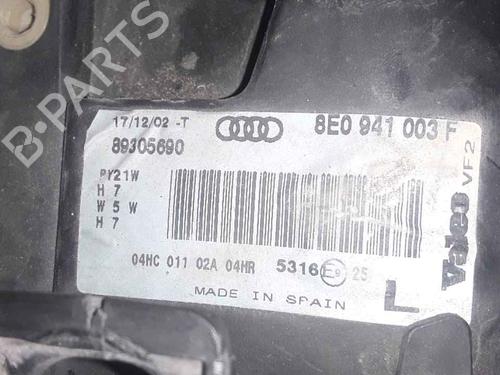 17/12/02 -T
8E0 941 003 F
89305690
PY21W
H 7
W 5 W
H 7
04HC 011 02A 04HR
5316 E9 25
MADE IN SPAIN
L
Valeo VF2
B-PARTS